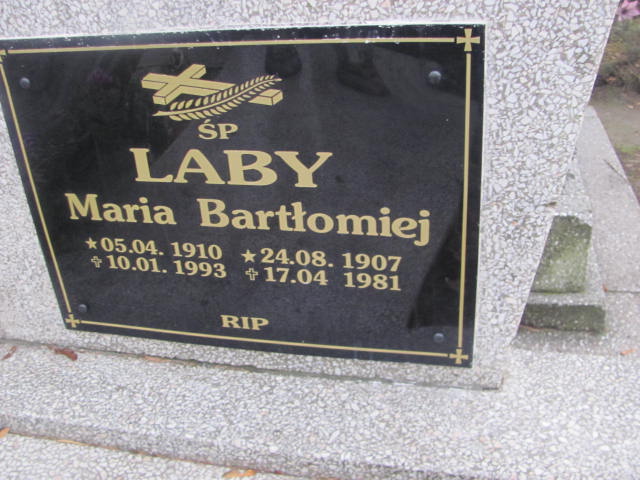 ŚP
LABY
Maria Bartłomiej
★05.04. 1910 ★24.08. 1907
✝10.01. 1993 ✝17.04 1981
RIP